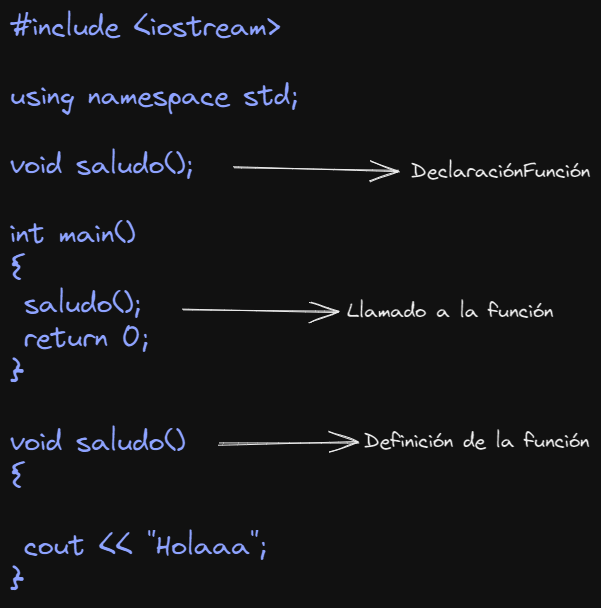 #include <iostream>
using namespace std;
void saludo(); DeclaraciónFunción
int main()
{
saludo(); Llamado a la función
return 0;
}
void saludo() Definición de la función
{
cout << "Holaaa";
}